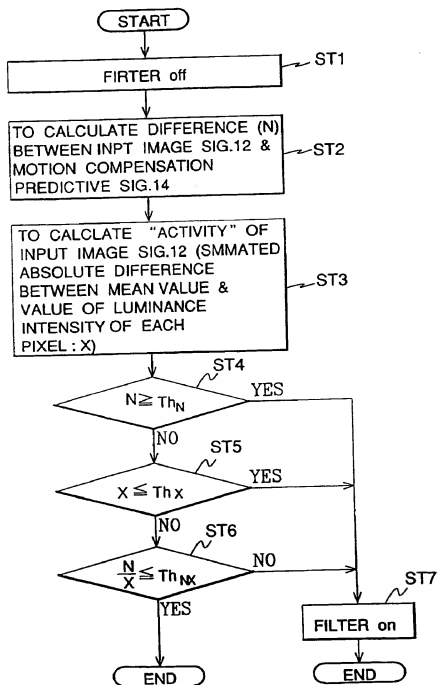 START
FIRTER off
ST1
TO CALCULATE DIFFERENCE (N)
BETWEEN INPT IMAGE SIG.12 &
MOTION COMPENSATION
PREDICTIVE SIG.14
ST2
TO CALCLATE "ACTIVITY" OF
INPUT IMAGE SIG.12 (SMMATED
ABSOLUTE DIFFERENCE
BETWEEN MEAN VALUE &
VALUE OF LUMINANCE
INTENSITY OF EACH
PIXEL : X)
ST3
ST4
N ≧ ThN
YES
NO
ST5
X ≦ Thx
YES
NO
ST6
N/X ≦ ThNX
NO
YES
ST7
FILTER on
END
END